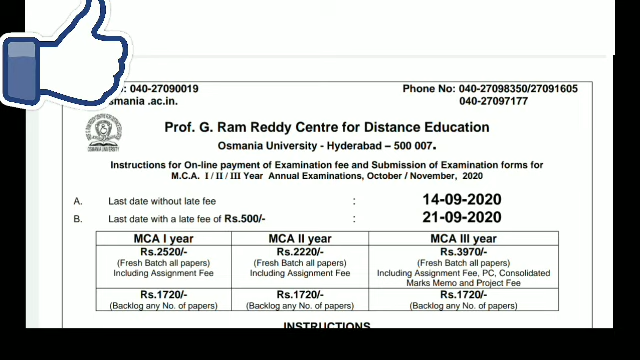 : 040-27090019
Phone No: 040-27098350/27091605
smania .ac.in.
040-27097177
Prof. G. Ram Reddy Centre for Distance Education
OSMANIA UNIVERSITY
Osmania University - Hyderabad – 500 007.
Instructions for On-line payment of Examination fee and Submission of Examination forms for
M.C.A. I / II / III Year Annual Examinations, October / November, 2020
A. Last date without late fee : 14-09-2020
B. Last date with a late fee of Rs.500/- : 21-09-2020
MCA I year MCA II year MCA III year
Rs.2520/- Rs.2220/- Rs.3970/-
(Fresh Batch all papers) (Fresh Batch all papers) (Fresh Batch all papers)
Including Assignment Fee Including Assignment Fee Including Assignment Fee, PC, Consolidated
Marks Memo and Project Fee
Rs.1720/- Rs.1720/- Rs.1720/-
(Backlog any No. of papers) (Backlog any No. of papers) (Backlog any No. of papers)
INSTRUCTIONS